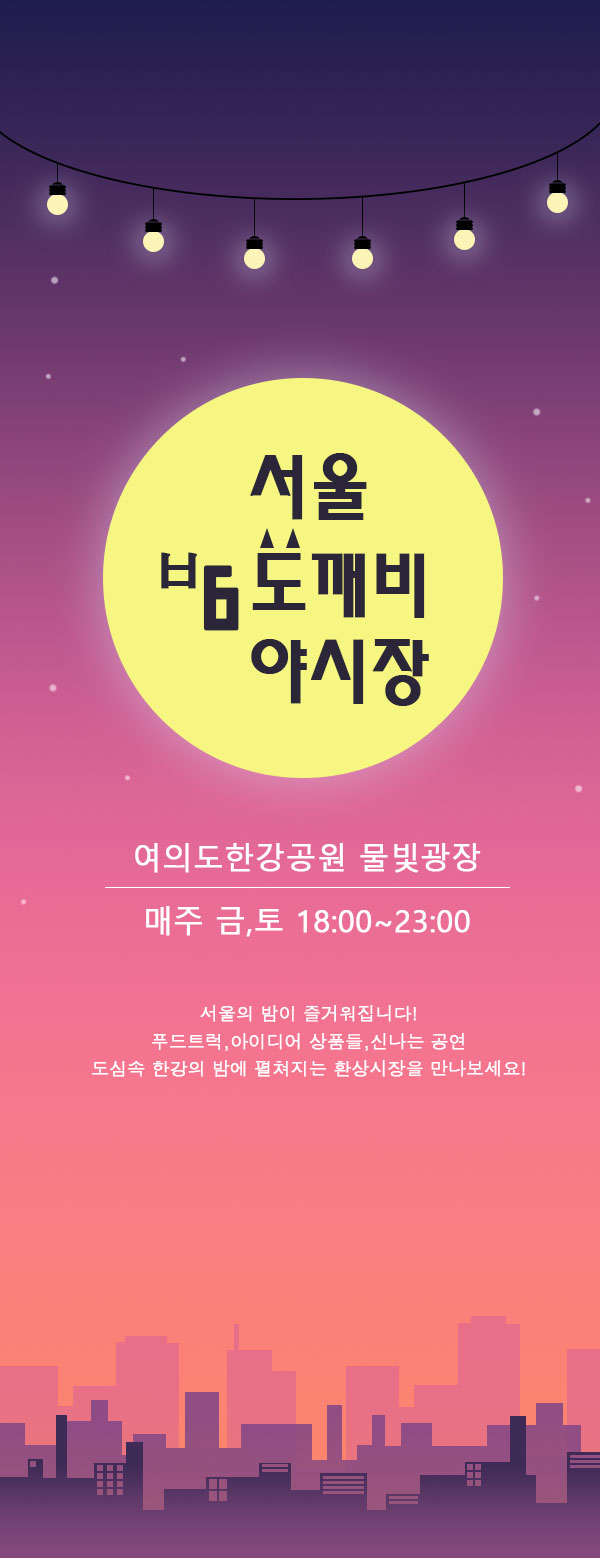 서울
밤도깨비
야시장
여의도한강공원 물빛광장
매주 금,토 18:00~23:00
서울의 밤이 즐거워집니다!
푸드트럭,아이디어 상품들,신나는 공연
도심속 한강의 밤에 펼쳐지는 환상시장을 만나보세요!